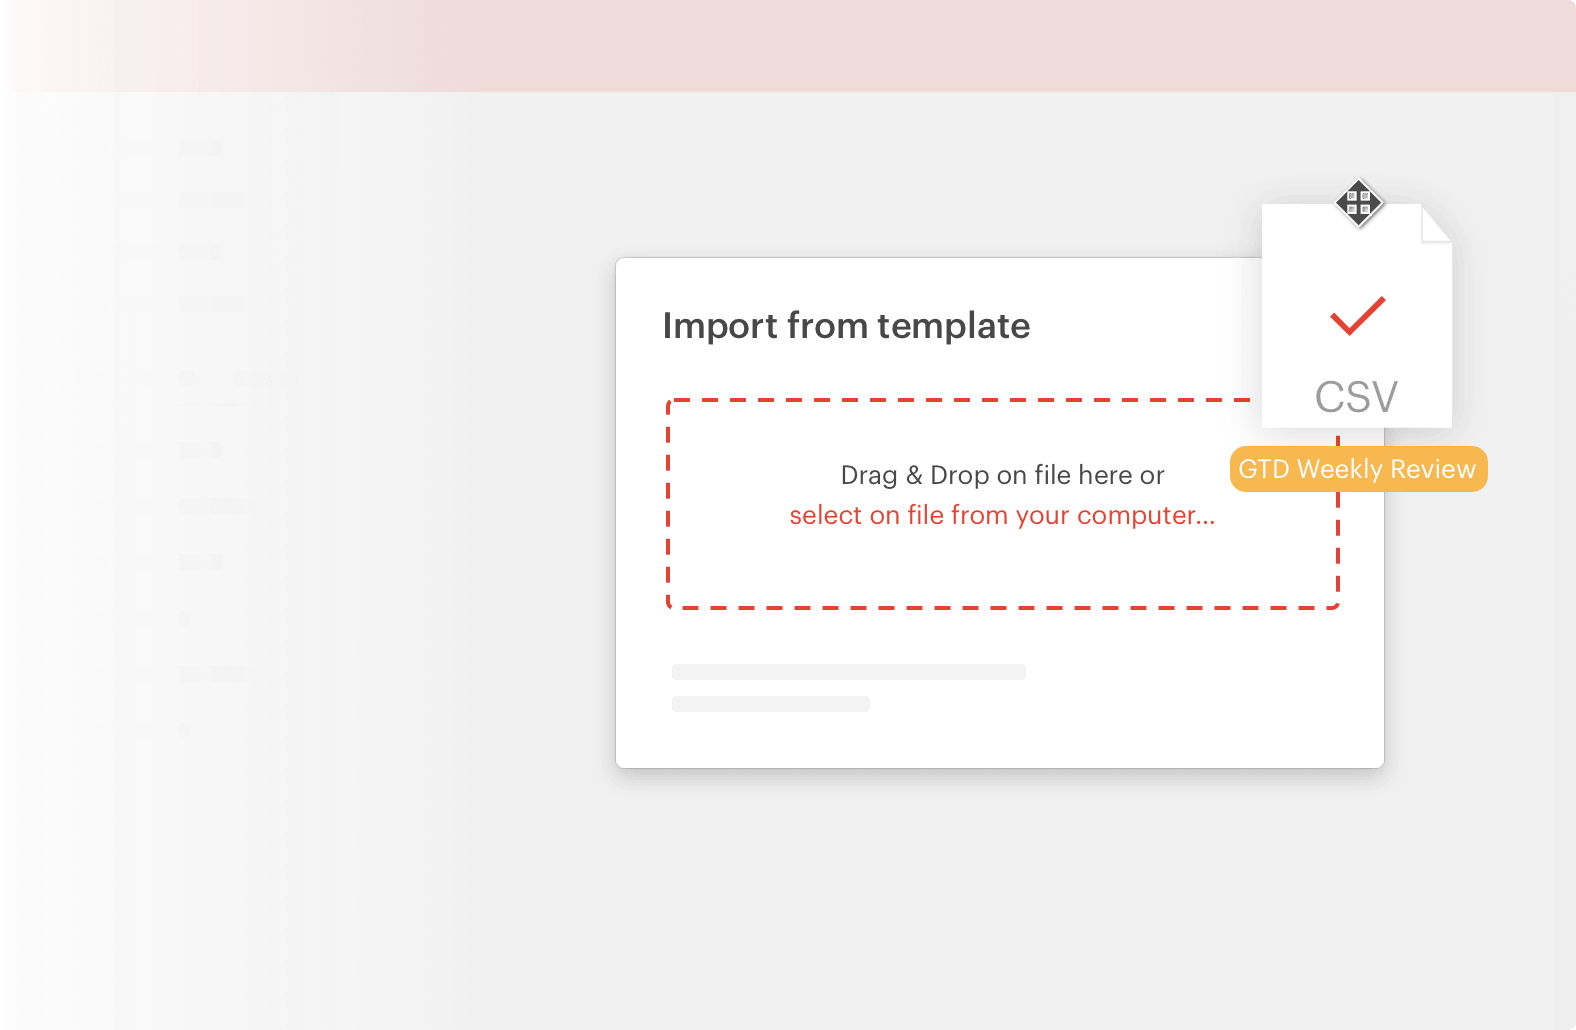 Import from template
CSV
Drag & Drop on file here or
select on file from your computer...
GTD Weekly Review